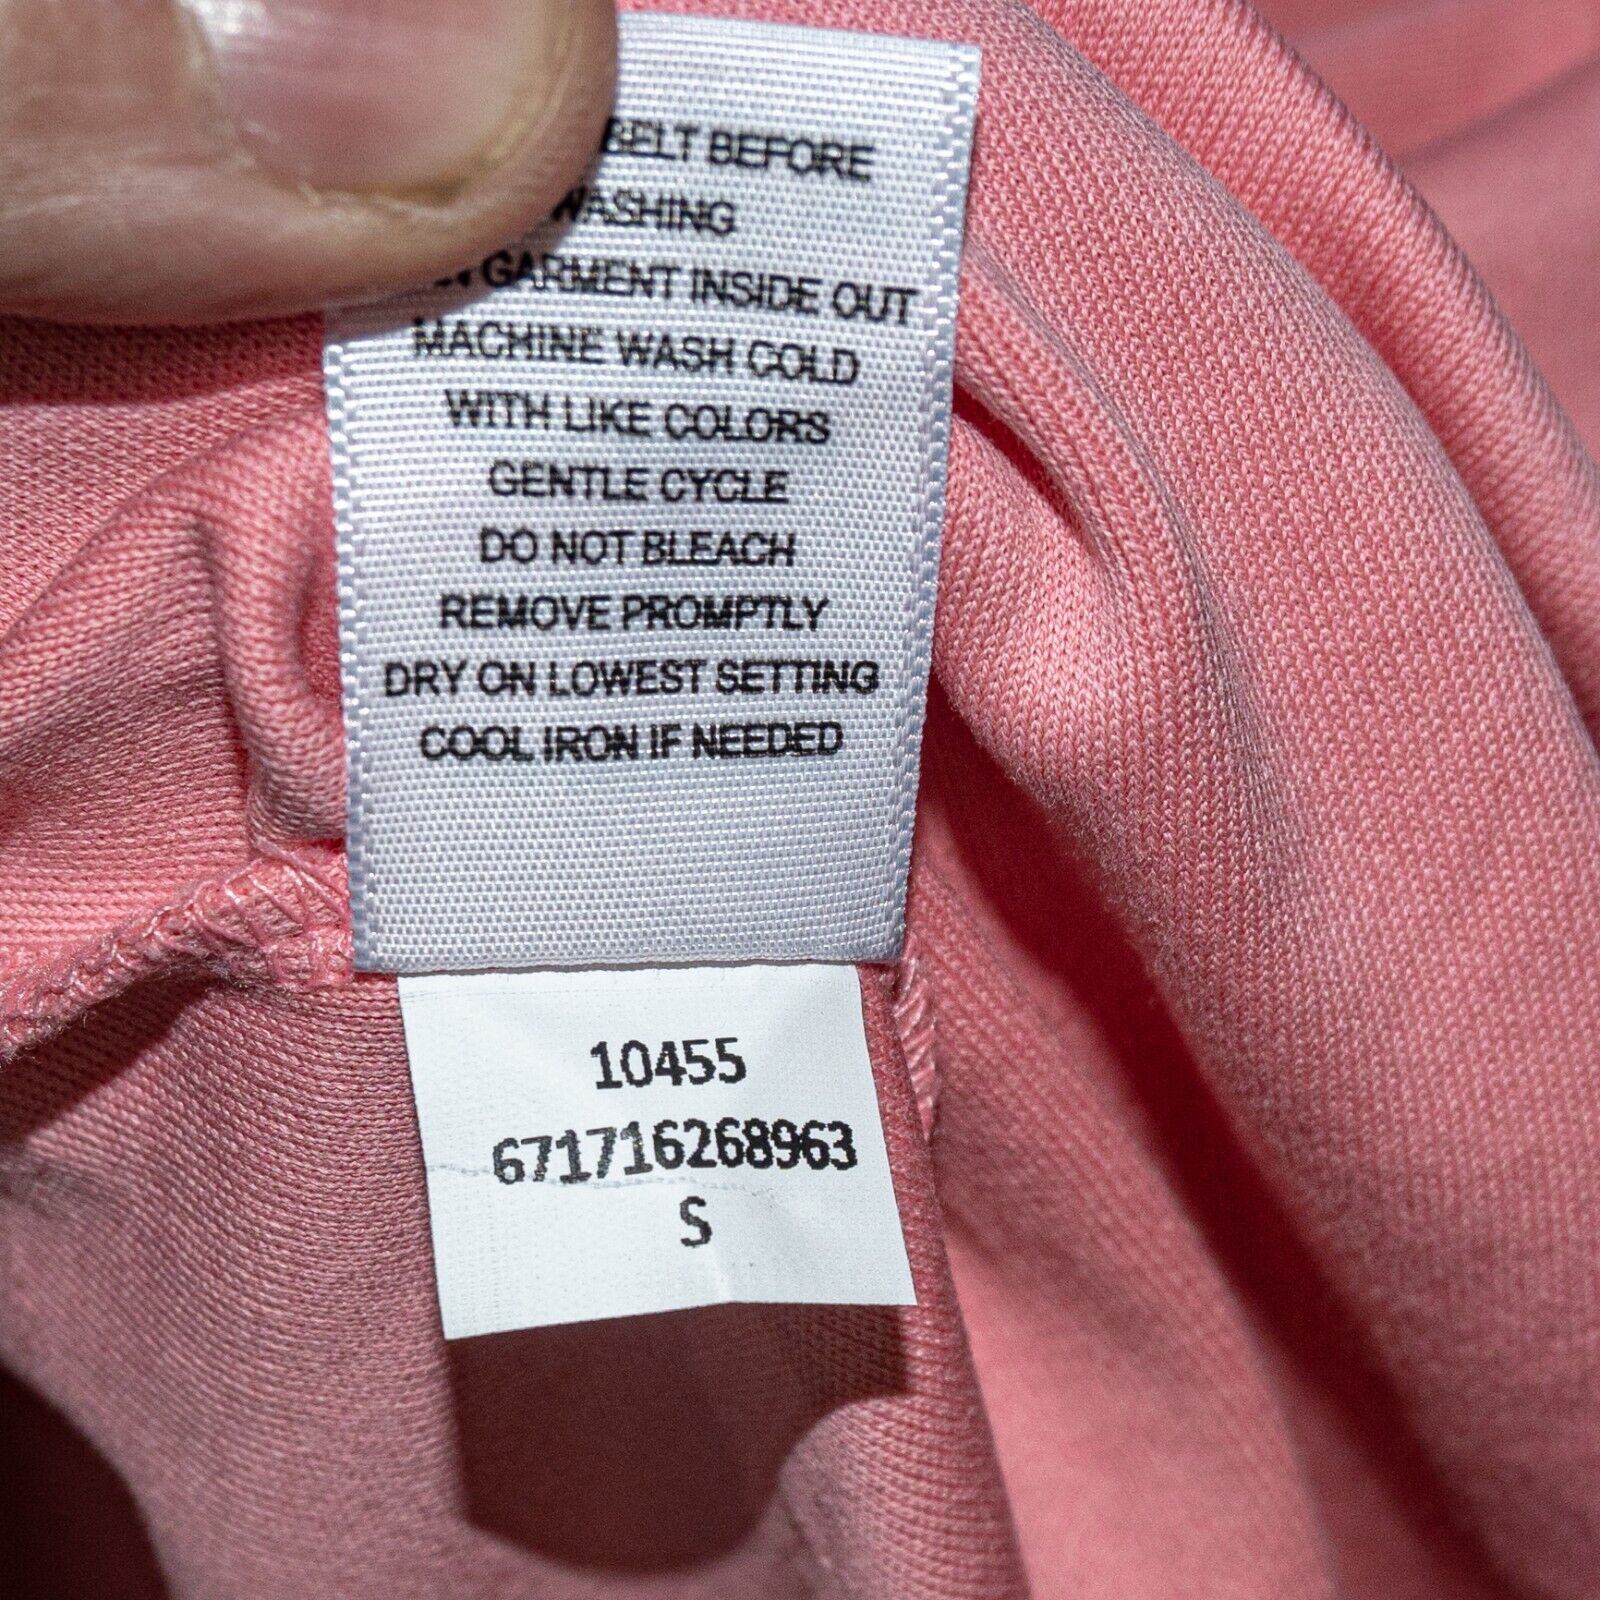 BELT BEFORE
WASHING
GARMENT INSIDE OUT
MACHINE WASH COLD
WITH LIKE COLORS
GENTLE CYCLE
DO NOT BLEACH
REMOVE PROMPTLY
DRY ON LOWEST SETTING
COOL IRON IF NEEDED
10455
671716268963
S